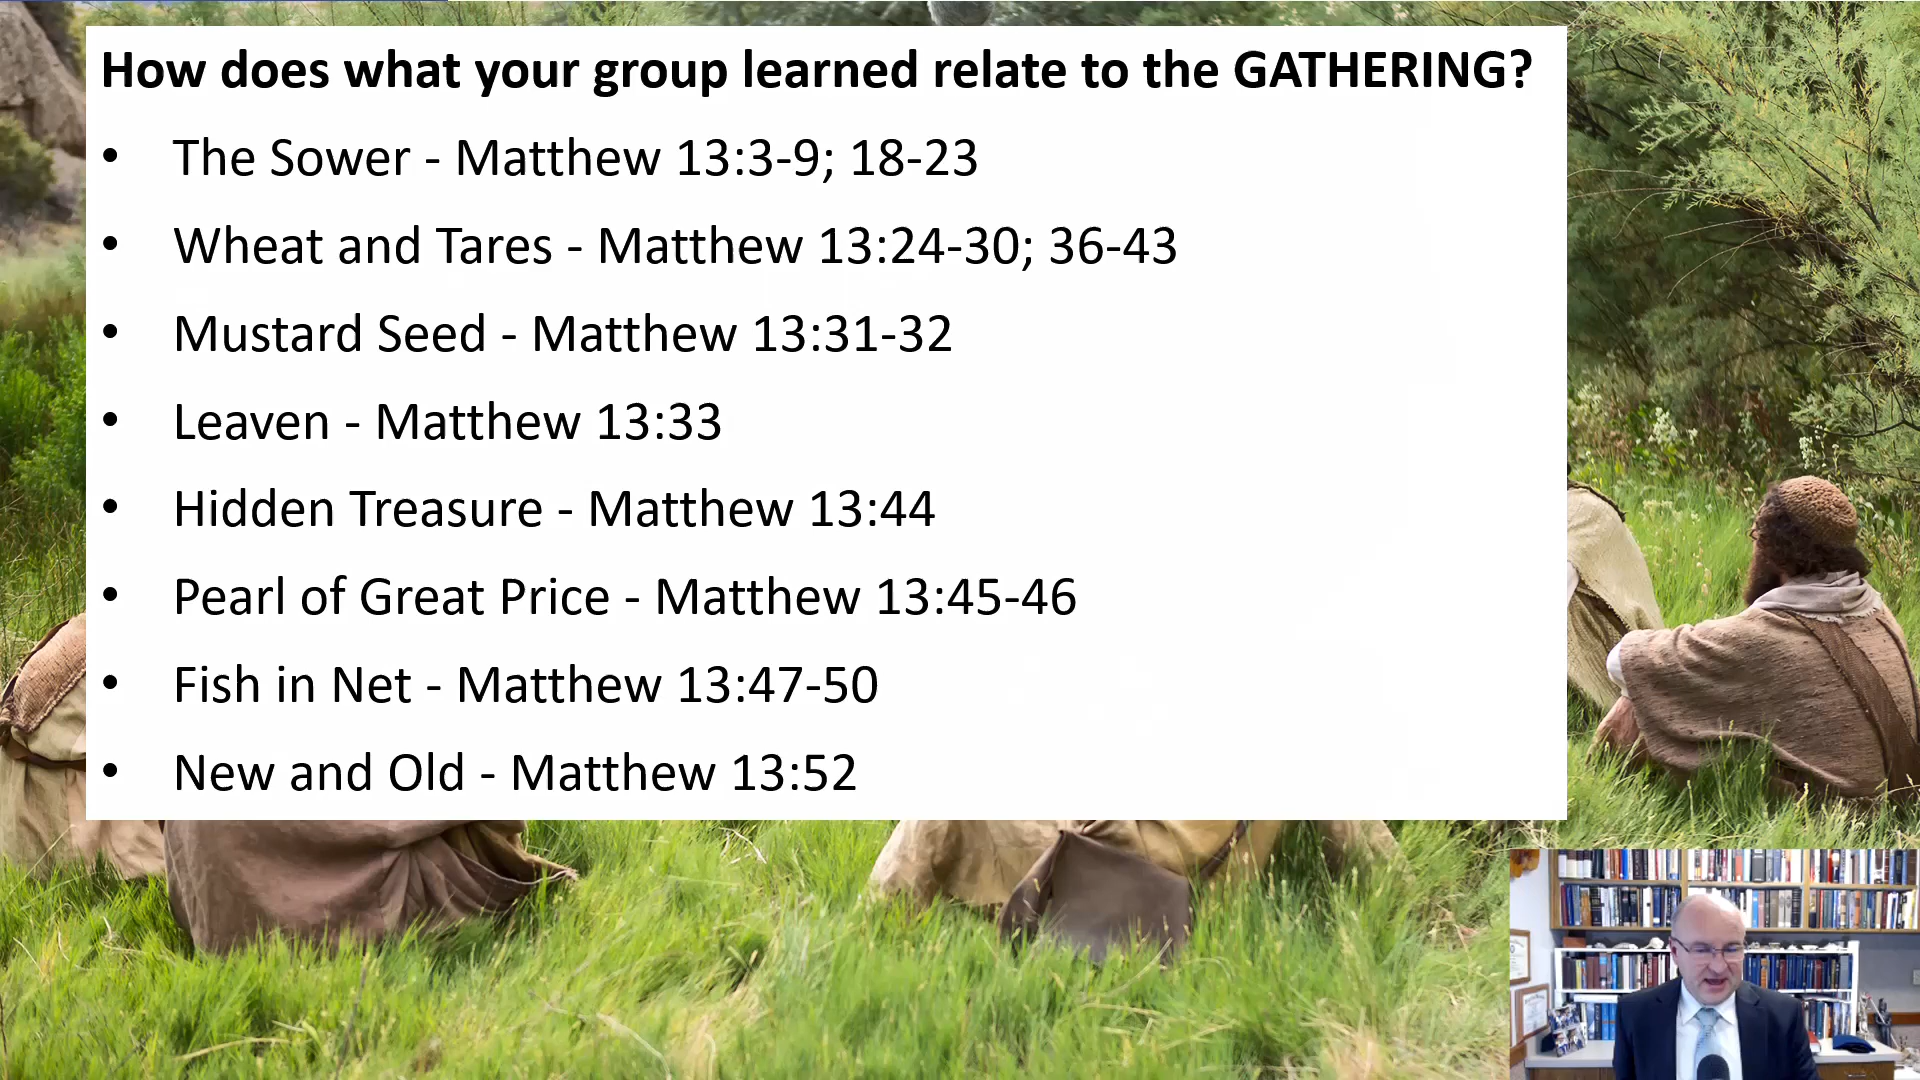 How does what your group learned relate to the GATHERING?
• The Sower - Matthew 13:3-9; 18-23
• Wheat and Tares - Matthew 13:24-30; 36-43
• Mustard Seed - Matthew 13:31-32
• Leaven - Matthew 13:33
• Hidden Treasure - Matthew 13:44
• Pearl of Great Price - Matthew 13:45-46
• Fish in Net - Matthew 13:47-50
• New and Old - Matthew 13:52